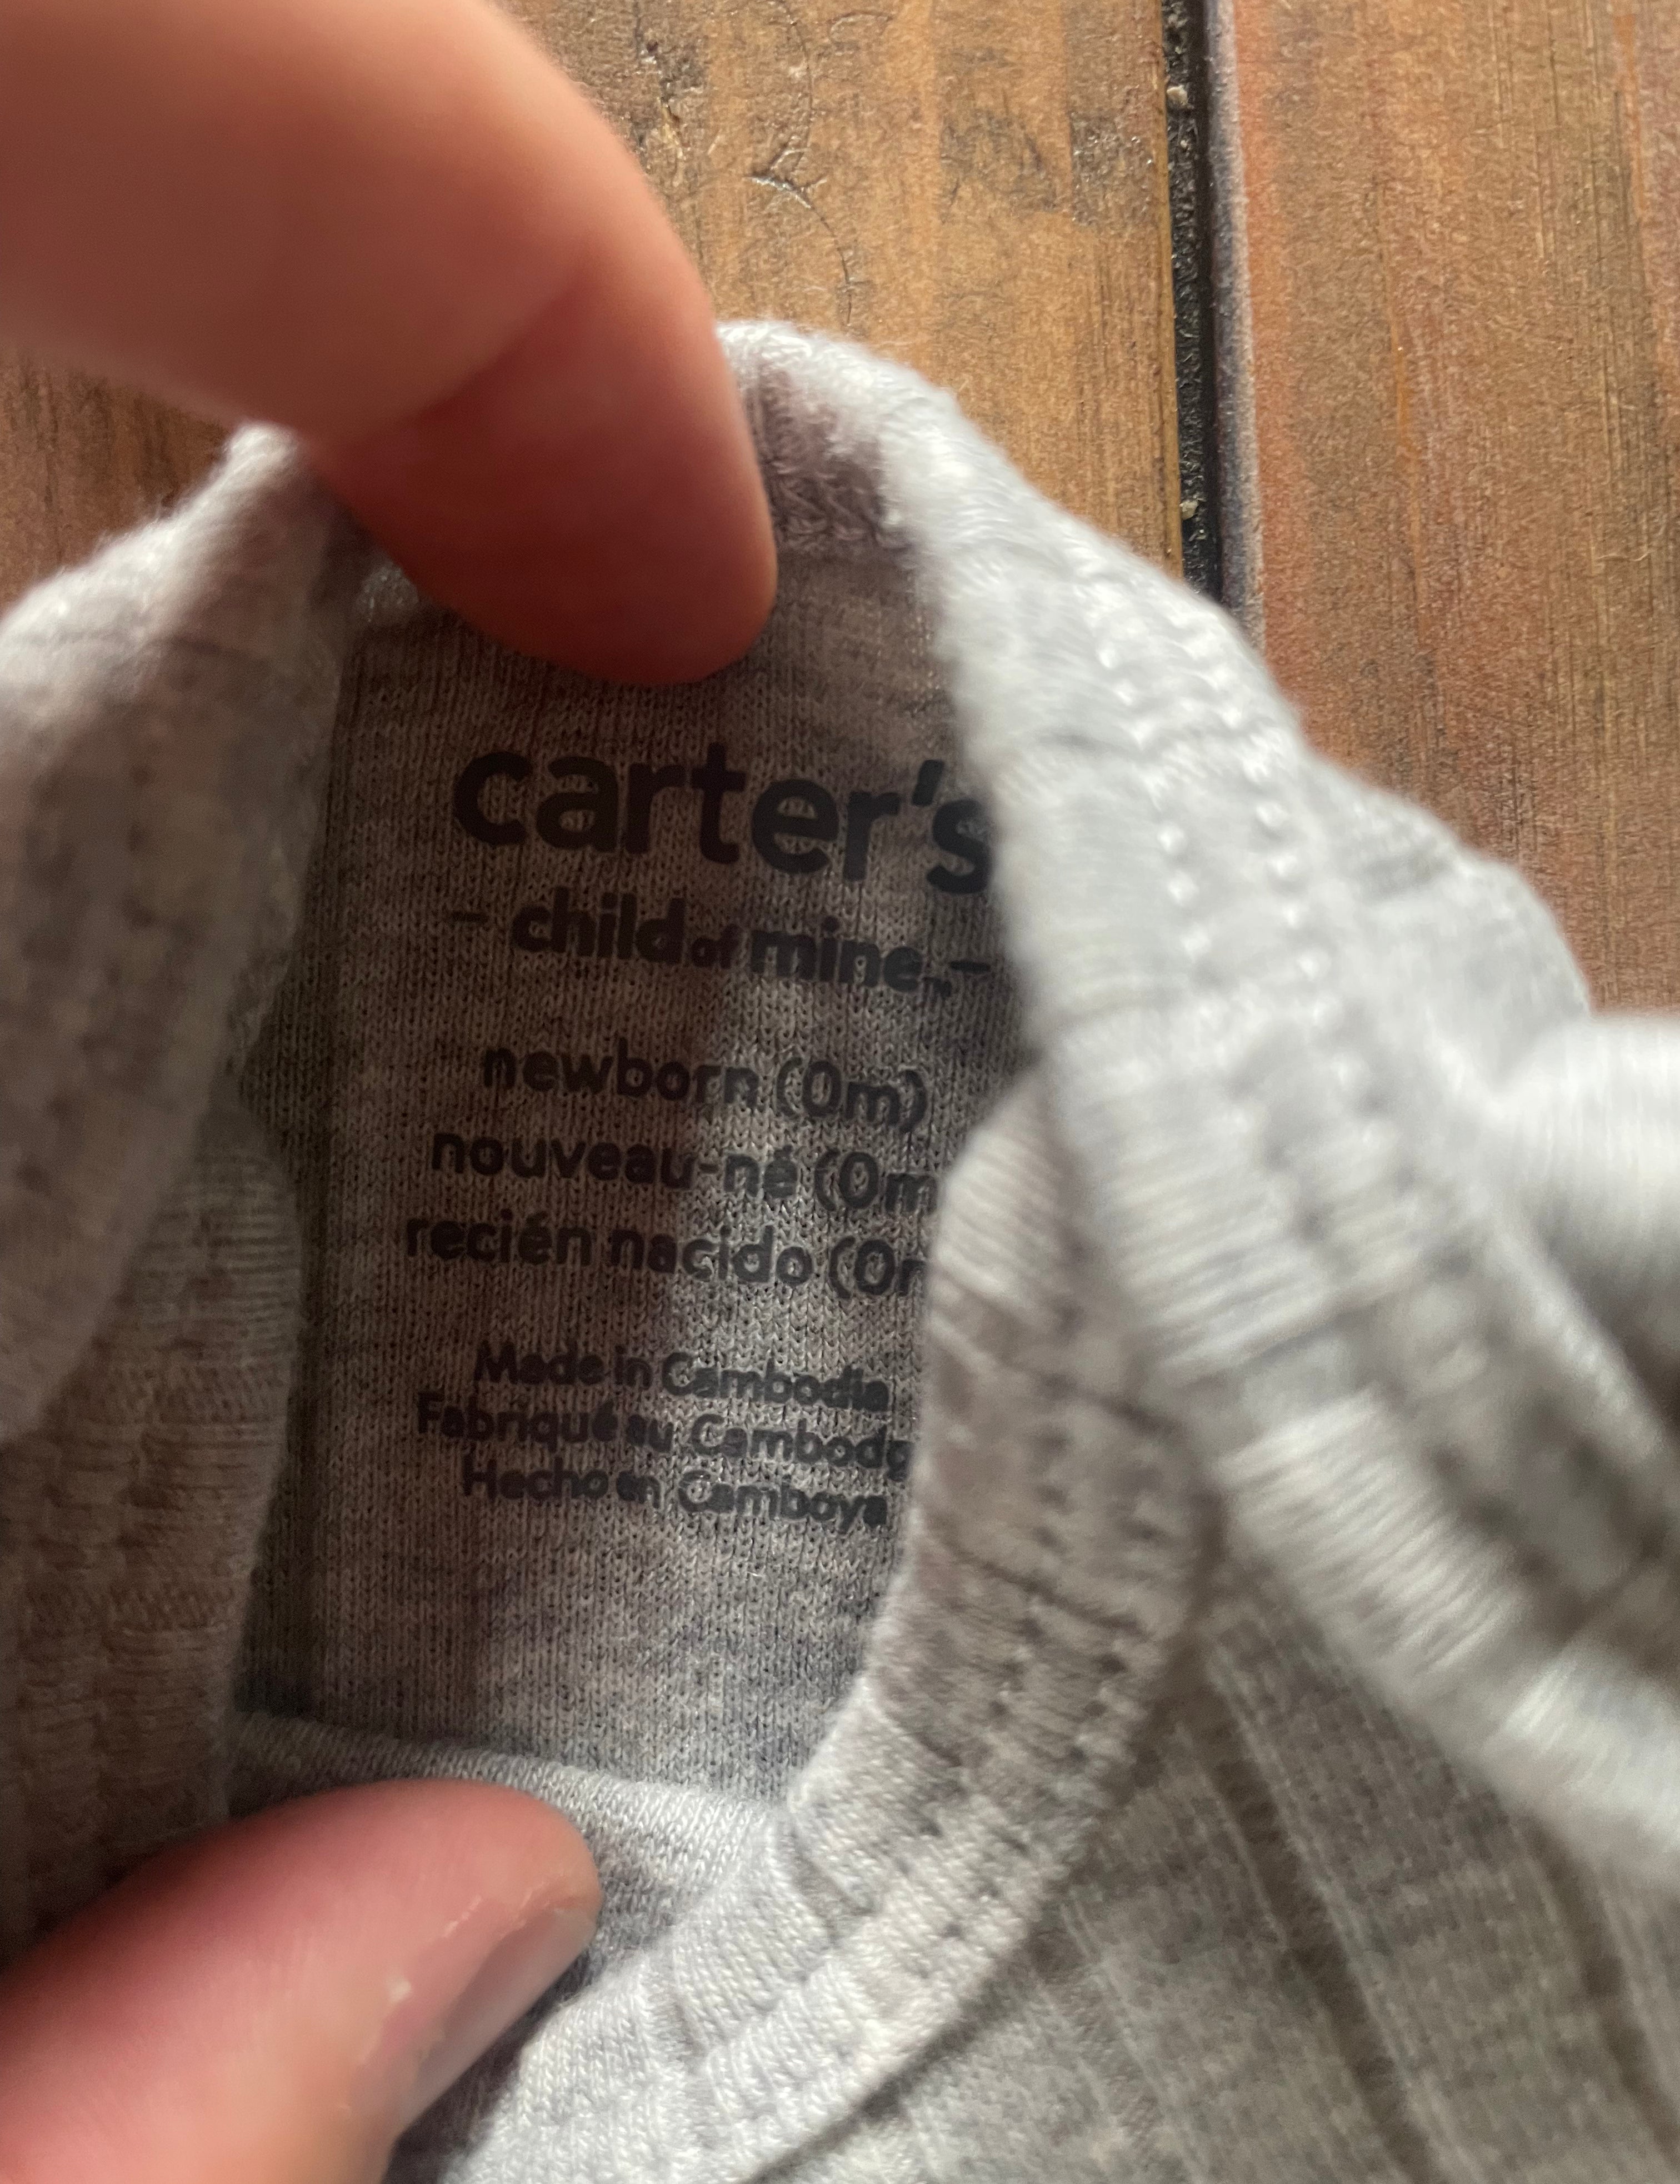 carter's
- child of mine™ -
newborn (0m)
nouveau-né (0m
recién nacido (0
Made in Cambodia
Fabriqué au Cambodg
Hecho en Camboya